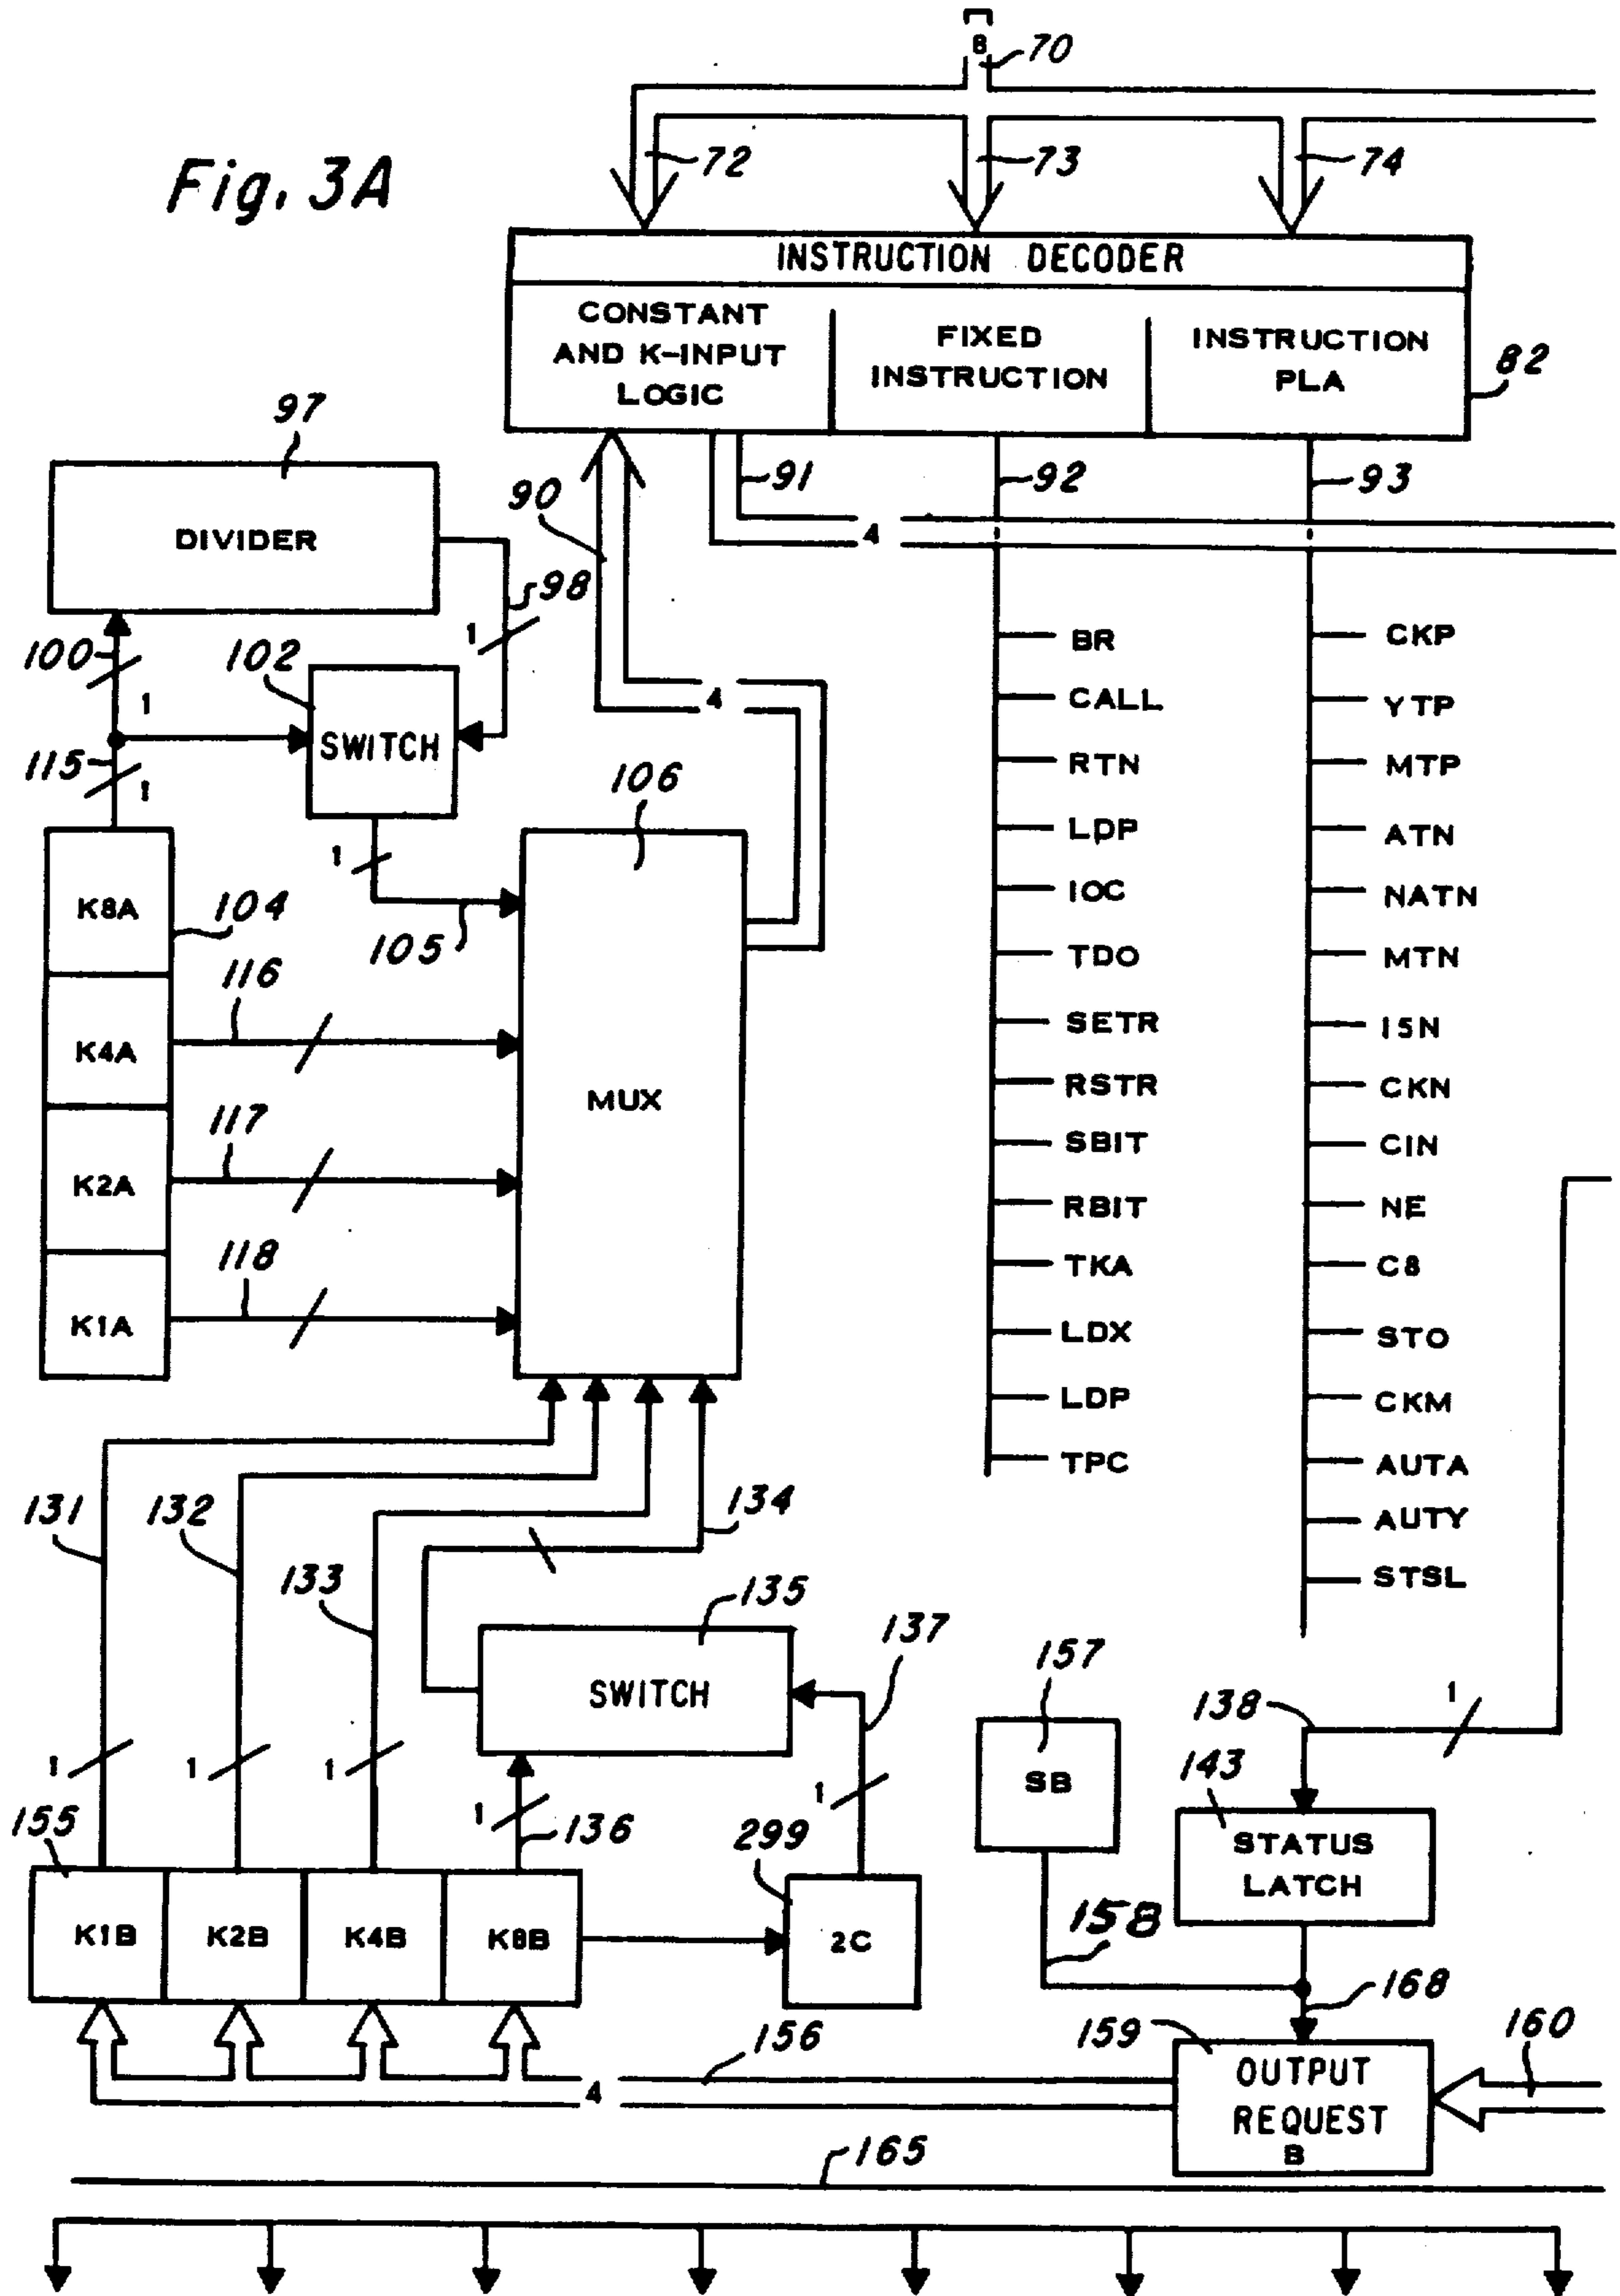 8
70
Fig. 3A
72
73
74
INSTRUCTION DECODER
CONSTANT
AND K-INPUT
LOGIC
FIXED
INSTRUCTION
INSTRUCTION
PLA
82
97
DIVIDER
98
1
90
91
4
92
93
100
1
102
SWITCH
115
1
4
1
105
106
MUX
K8A
104
K4A
116
K2A
117
K1A
118
BR
CALL
RTN
LDP
IOC
TDO
SETR
RSTR
SBIT
RBIT
TKA
LDX
LDP
TPC
CKP
YTP
MTP
ATN
NATN
MTN
15N
CKN
CIN
NE
C8
STO
CKM
AUTA
AUTY
STSL
131
132
133
134
135
SWITCH
137
1
1
1
1
1
136
155
K1B
K2B
K4B
K8B
299
2C
157
SB
158
138
1
143
STATUS
LATCH
168
159
OUTPUT
REQUEST
B
160
156
4
165